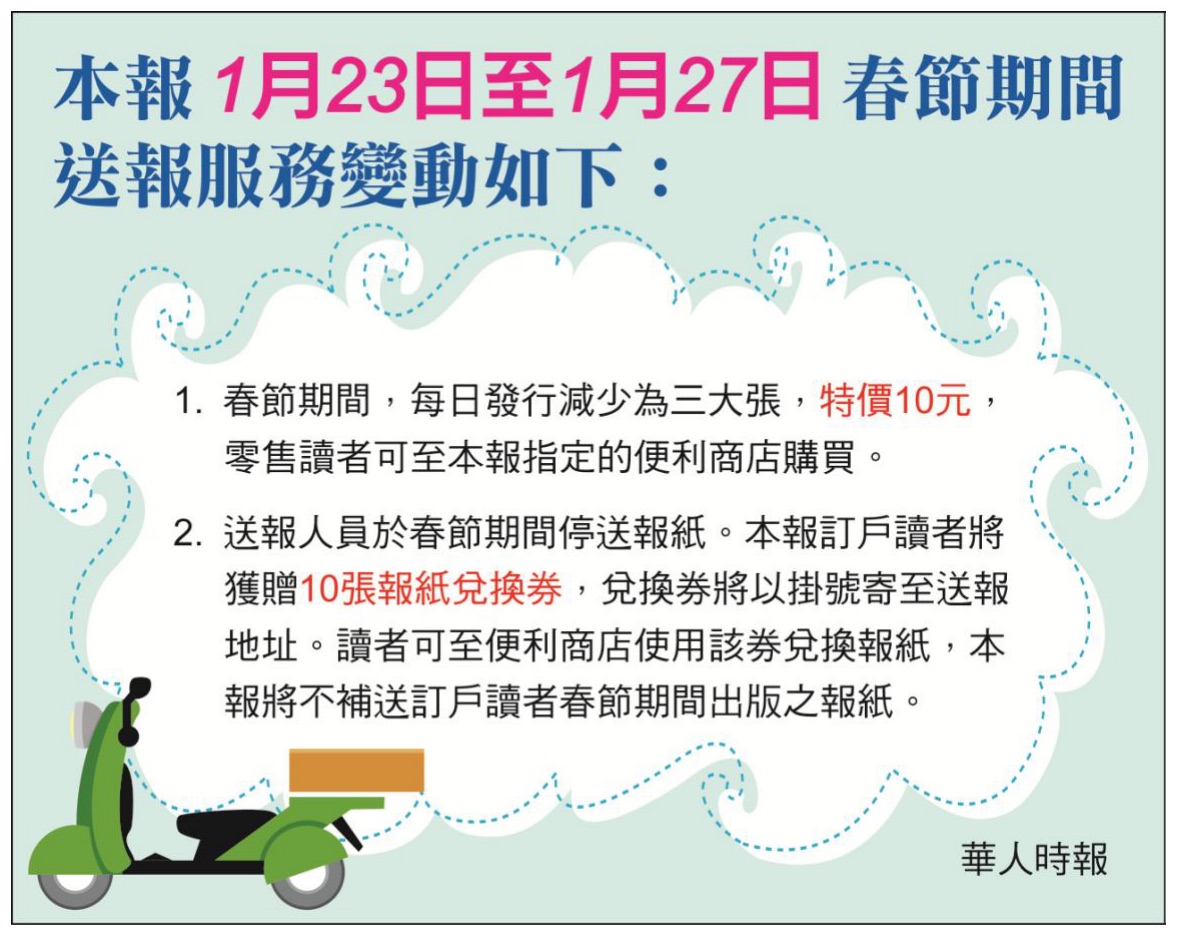 本報 1月23日至1月27日 春節期間
送報服務變動如下：
1. 春節期間，每日發行減少為三大張，特價10元，
零售讀者可至本報指定的便利商店購買。
2. 送報人員於春節期間停送報紙。本報訂戶讀者將
獲贈10張報紙兌換券，兌換券將以掛號寄至送報
地址。讀者可至便利商店使用該券兌換報紙，本
報將不補送訂戶讀者春節期間出版之報紙。
華人時報